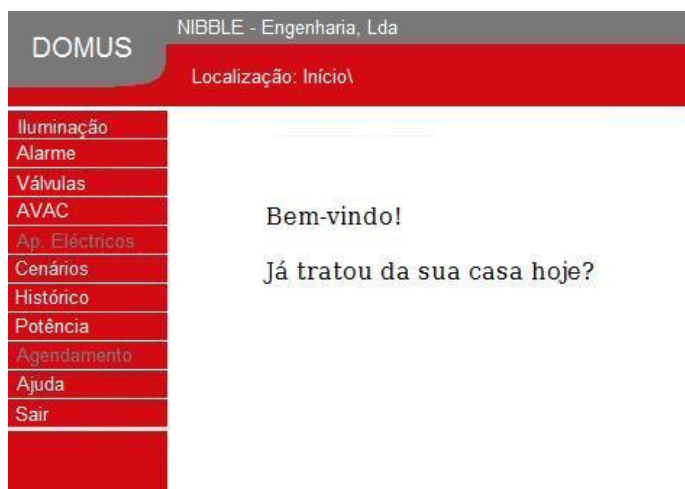 DOMUS
NIBBLE - Engenharia, Lda
Localização: Início\
Iluminação
Alarme
Válvulas
AVAC
Ap. Eléctricos
Cenários
Histórico
Potência
Agendamento
Ajuda
Sair
Bem-vindo!
Já tratou da sua casa hoje?